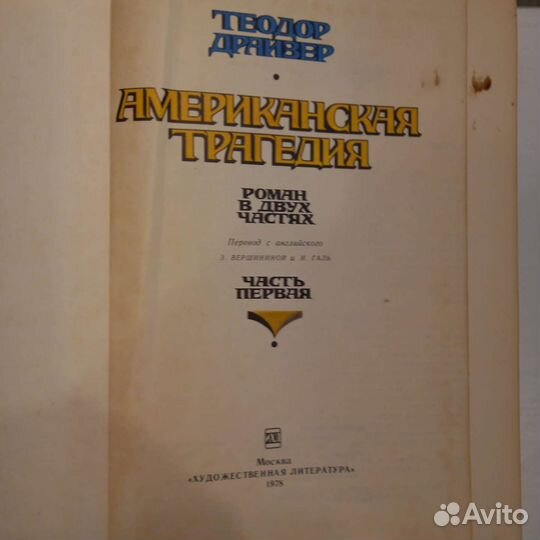 ТЕОДОР
ДРАЙЗЕР
АМЕРИКАНСКАЯ
ТРАГЕДИЯ
РОМАН
В ДВУХ
ЧАСТЯХ
Перевод с английского
З. ВЕРШИНИНОЙ и Н. ГАЛЬ
ЧАСТЬ
ПЕРВАЯ
Москва
«ХУДОЖЕСТВЕННАЯ ЛИТЕРАТУРА»
1978
Avito